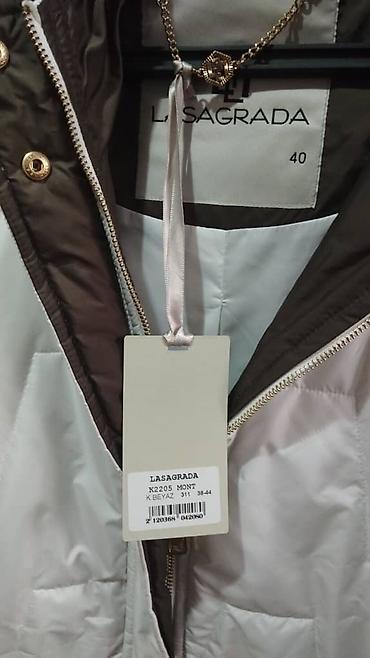 LASAGRADA
40
LASAGRADA
K2205 MONT
K.BEYAZ 311 38-44
2 120368 042080